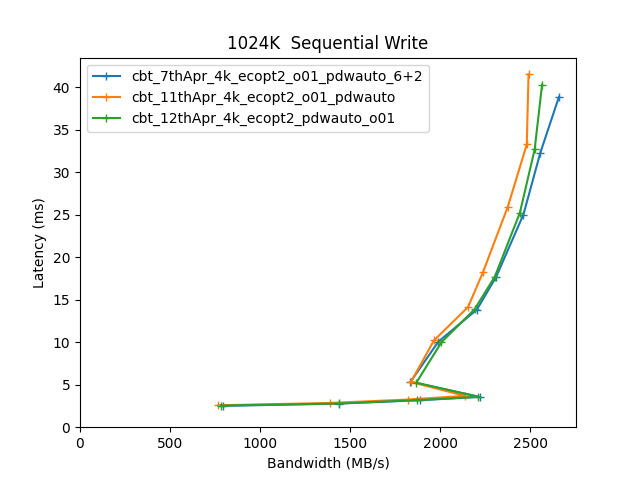 1024K  Sequential Write
cbt_7thApr_4k_ecopt2_o01_pdwauto_6+2
cbt_11thApr_4k_ecopt2_o01_pdwauto
cbt_12thApr_4k_ecopt2_pdwauto_o01
Latency (ms)
40
35
30
25
20
15
10
5
0
0 500 1000 1500 2000 2500
Bandwidth (MB/s)